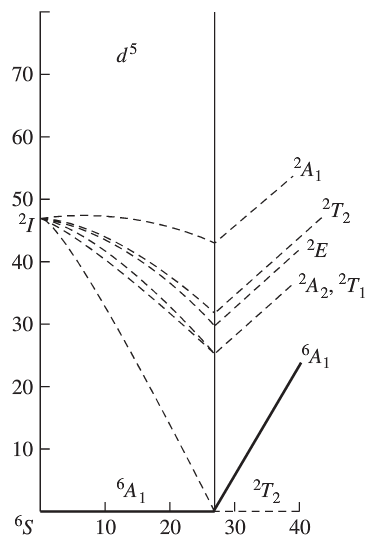 d⁵
70
60
50
²I
40
30
20
10
²A₁
²T₂
²E
²A₂, ²T₁
⁶A₁
⁶A₁
²T₂
⁶S
10
20
30
40